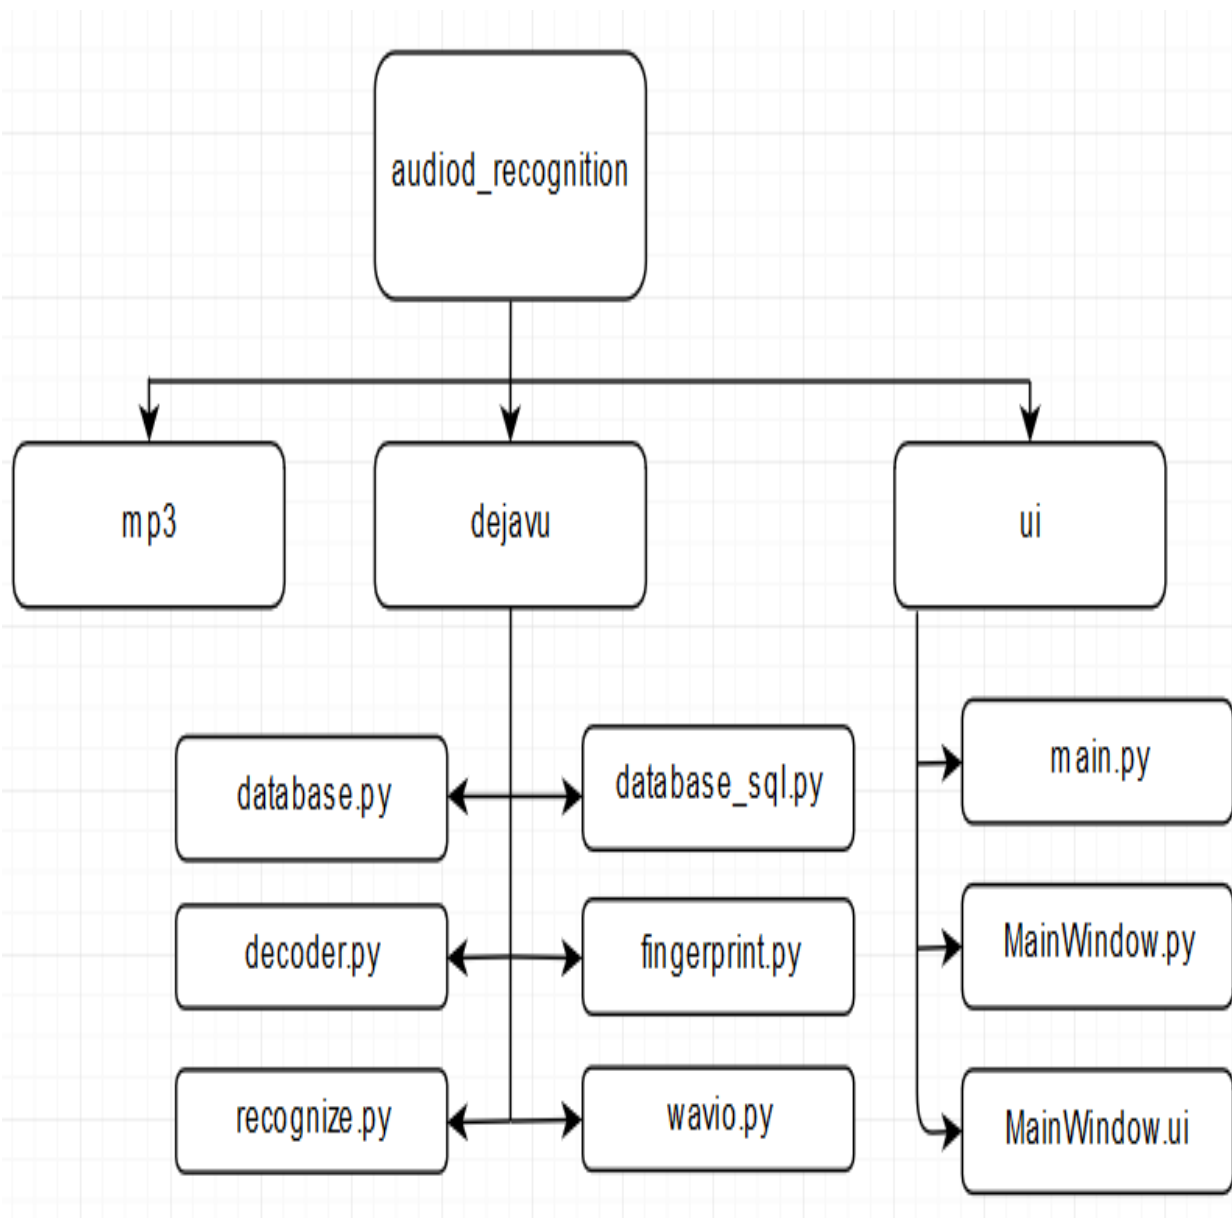 audiod_recognition
mp3
dejavu
ui
database.py
database_sql.py
main.py
decoder.py
fingerprint.py
MainWindow.py
recognize.py
wavio.py
MainWindow.ui